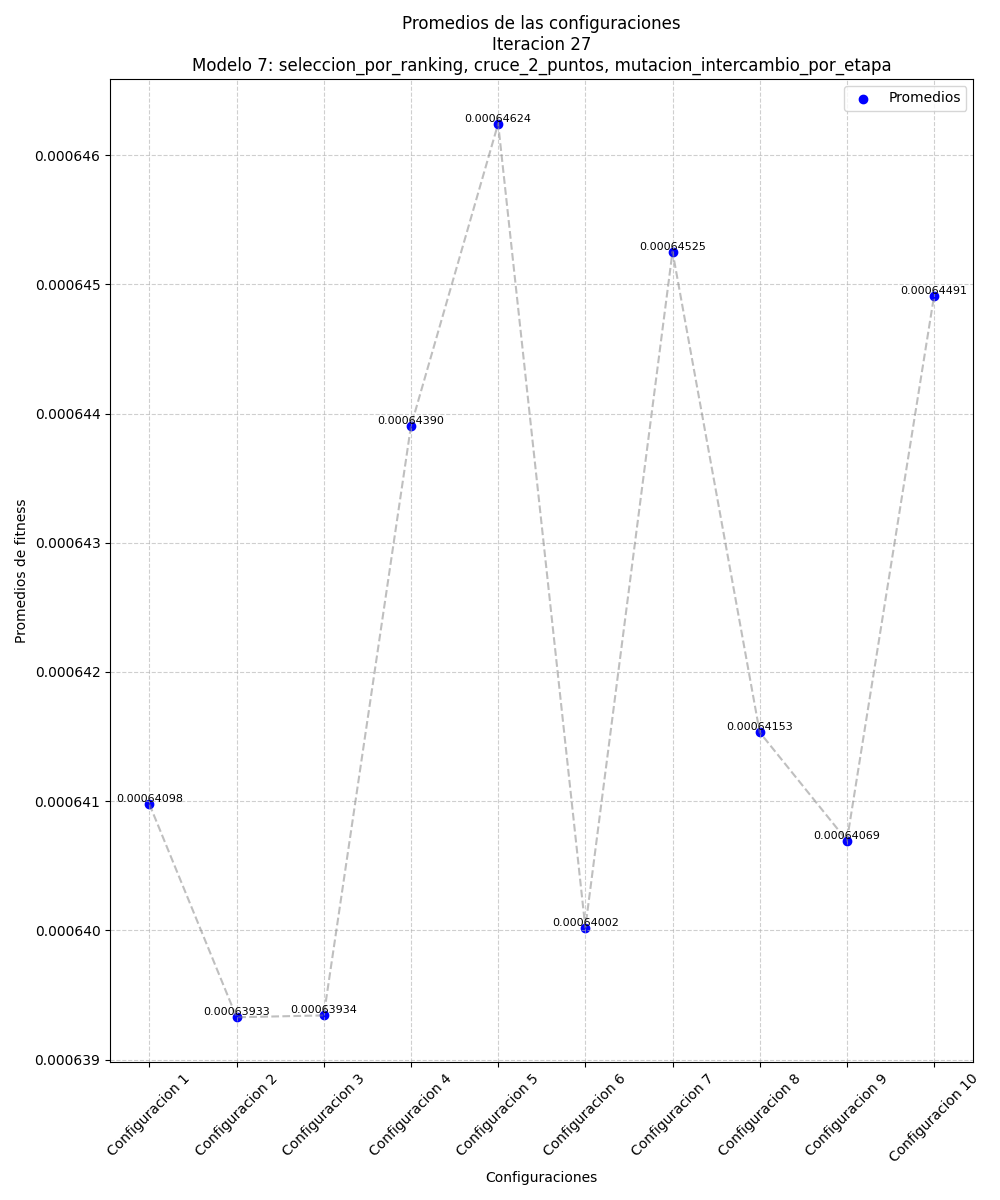 Promedios de las configuraciones
Iteracion 27
Modelo 7: seleccion_por_ranking, cruce_2_puntos, mutacion_intercambio_por_etapa
Promedios
0.000646
0.000645
0.000644
0.000643
0.000642
0.000641
0.000640
0.000639
Promedios de fitness
0.00064098
0.00063933
0.00063934
0.00064390
0.00064624
0.00064002
0.00064525
0.00064153
0.00064069
0.00064491
Configuracion 1
Configuracion 2
Configuracion 3
Configuracion 4
Configuracion 5
Configuracion 6
Configuracion 7
Configuracion 8
Configuracion 9
Configuracion 10
Configuraciones